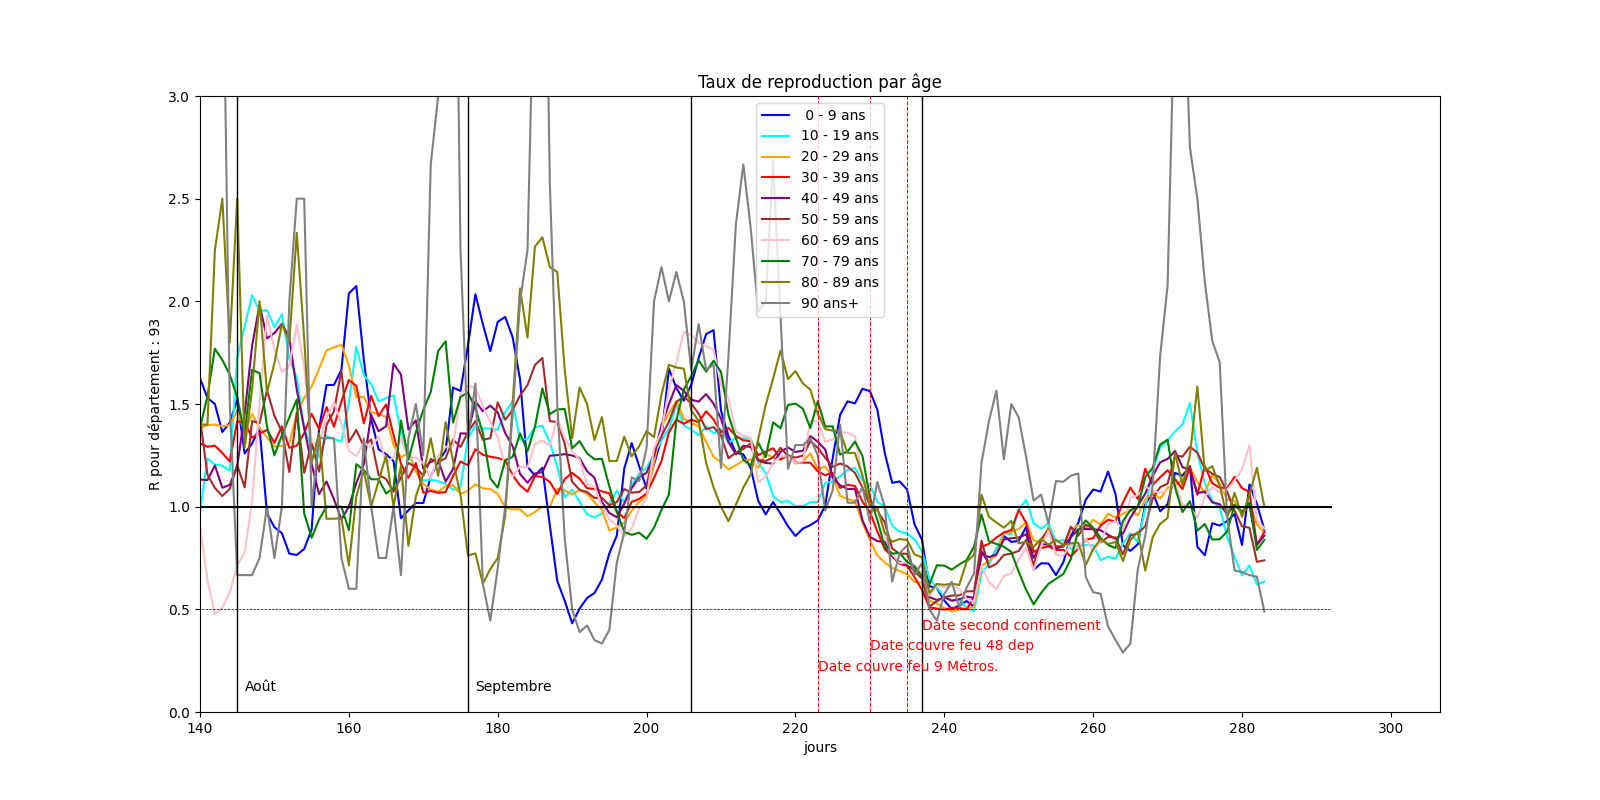 Taux de reproduction par âge
R pour département : 93
3.0
2.5
2.0
1.5
1.0
0.5
0.0
0 - 9 ans
10 - 19 ans
20 - 29 ans
30 - 39 ans
40 - 49 ans
50 - 59 ans
60 - 69 ans
70 - 79 ans
80 - 89 ans
90 ans+
Date second confinement
Date couvre feu 48 dep
Date couvre feu 9 Métros.
Août
Septembre
140 160 180 200 220 240 260 280 300
jours